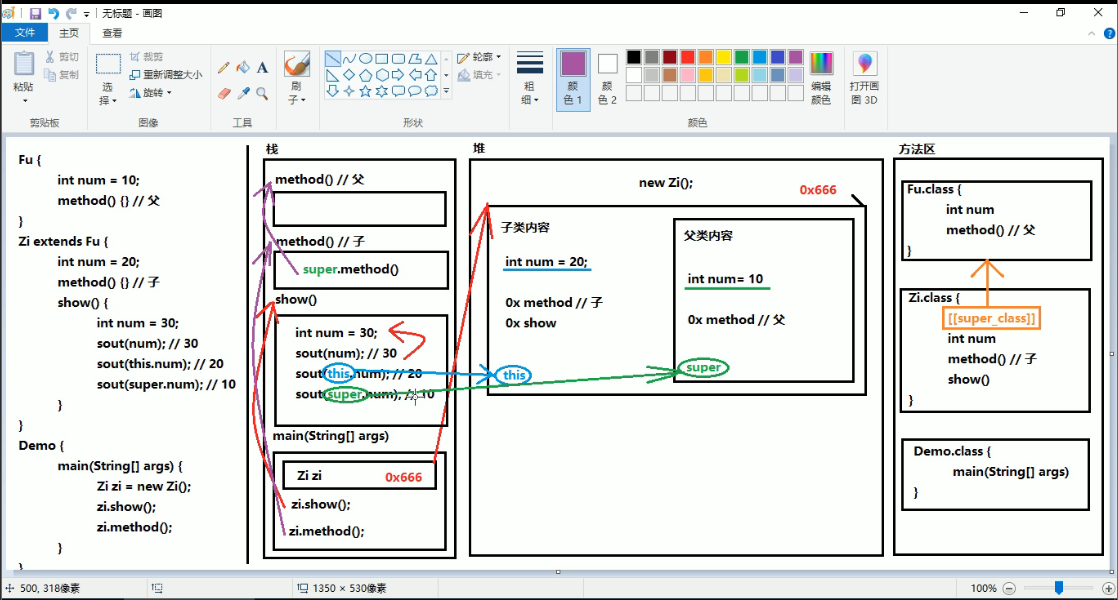 无标题 - 画图
文件
主页
查看
粘贴
剪切
复制
剪贴板
选
择
裁剪
重新调整大小
旋转
图像
A
工具
刷
子
轮廓
填充
形状
粗
细
颜
色 1
颜
色 2
编辑
颜色
打开画
图 3D
颜色
Fu {
int num = 10;
method() {} // 父
}
Zi extends Fu {
int num = 20;
method() {} // 子
show() {
int num = 30;
sout(num); // 30
sout(this.num); // 20
sout(super.num); // 10
}
}
Demo {
main(String[] args) {
Zi zi = new Zi();
zi.show();
zi.method();
}
}
栈
method() // 父
method() // 子
super.method()
show()
int num = 30;
sout(num); // 30
sout(this.num); // 20
sout(super.num); // 10
main(String[] args)
Zi zi 0x666
zi.show();
zi.method();
堆
new Zi();
0x666
子类内容
int num = 20;
0x method // 子
0x show
this
父类内容
int num= 10
0x method // 父
super
方法区
Fu.class {
int num
method() // 父
}
Zi.class {
[[super_class]]
int num
method() // 子
show()
}
Demo.class {
main(String[] args)
}
500, 318像素
1350 × 530像素
100%